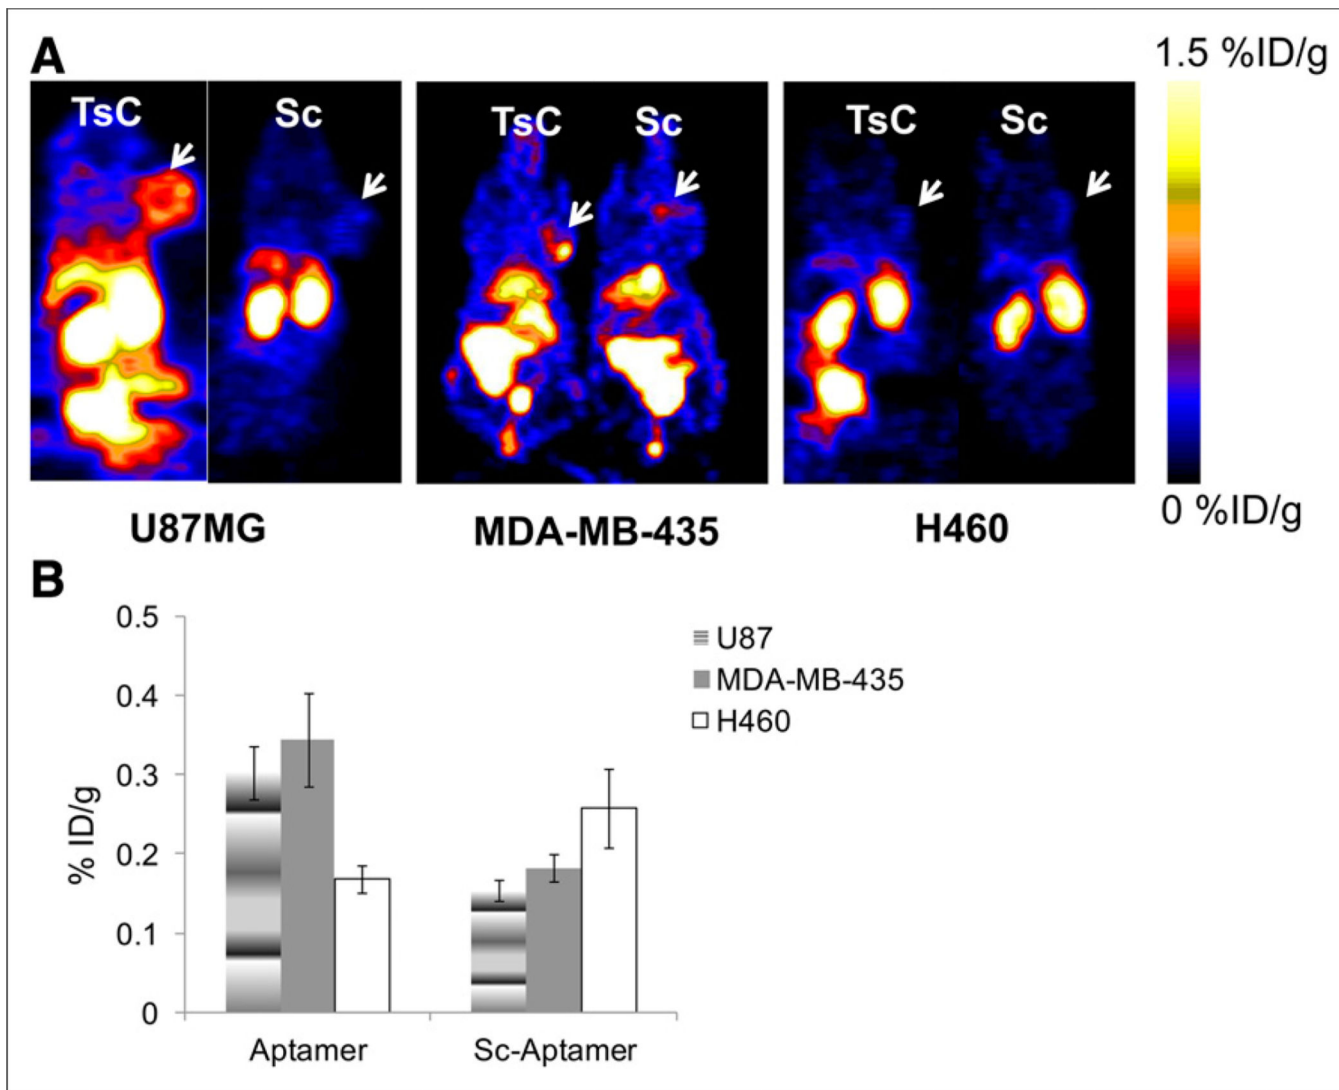 A
1.5 %ID/g
TsC
Sc
TsC
Sc
TsC
Sc
0 %ID/g
U87MG
MDA-MB-435
H460
B
0.5
0.4
0.3
0.2
0.1
0
% ID/g
U87
MDA-MB-435
H460
Aptamer
Sc-Aptamer